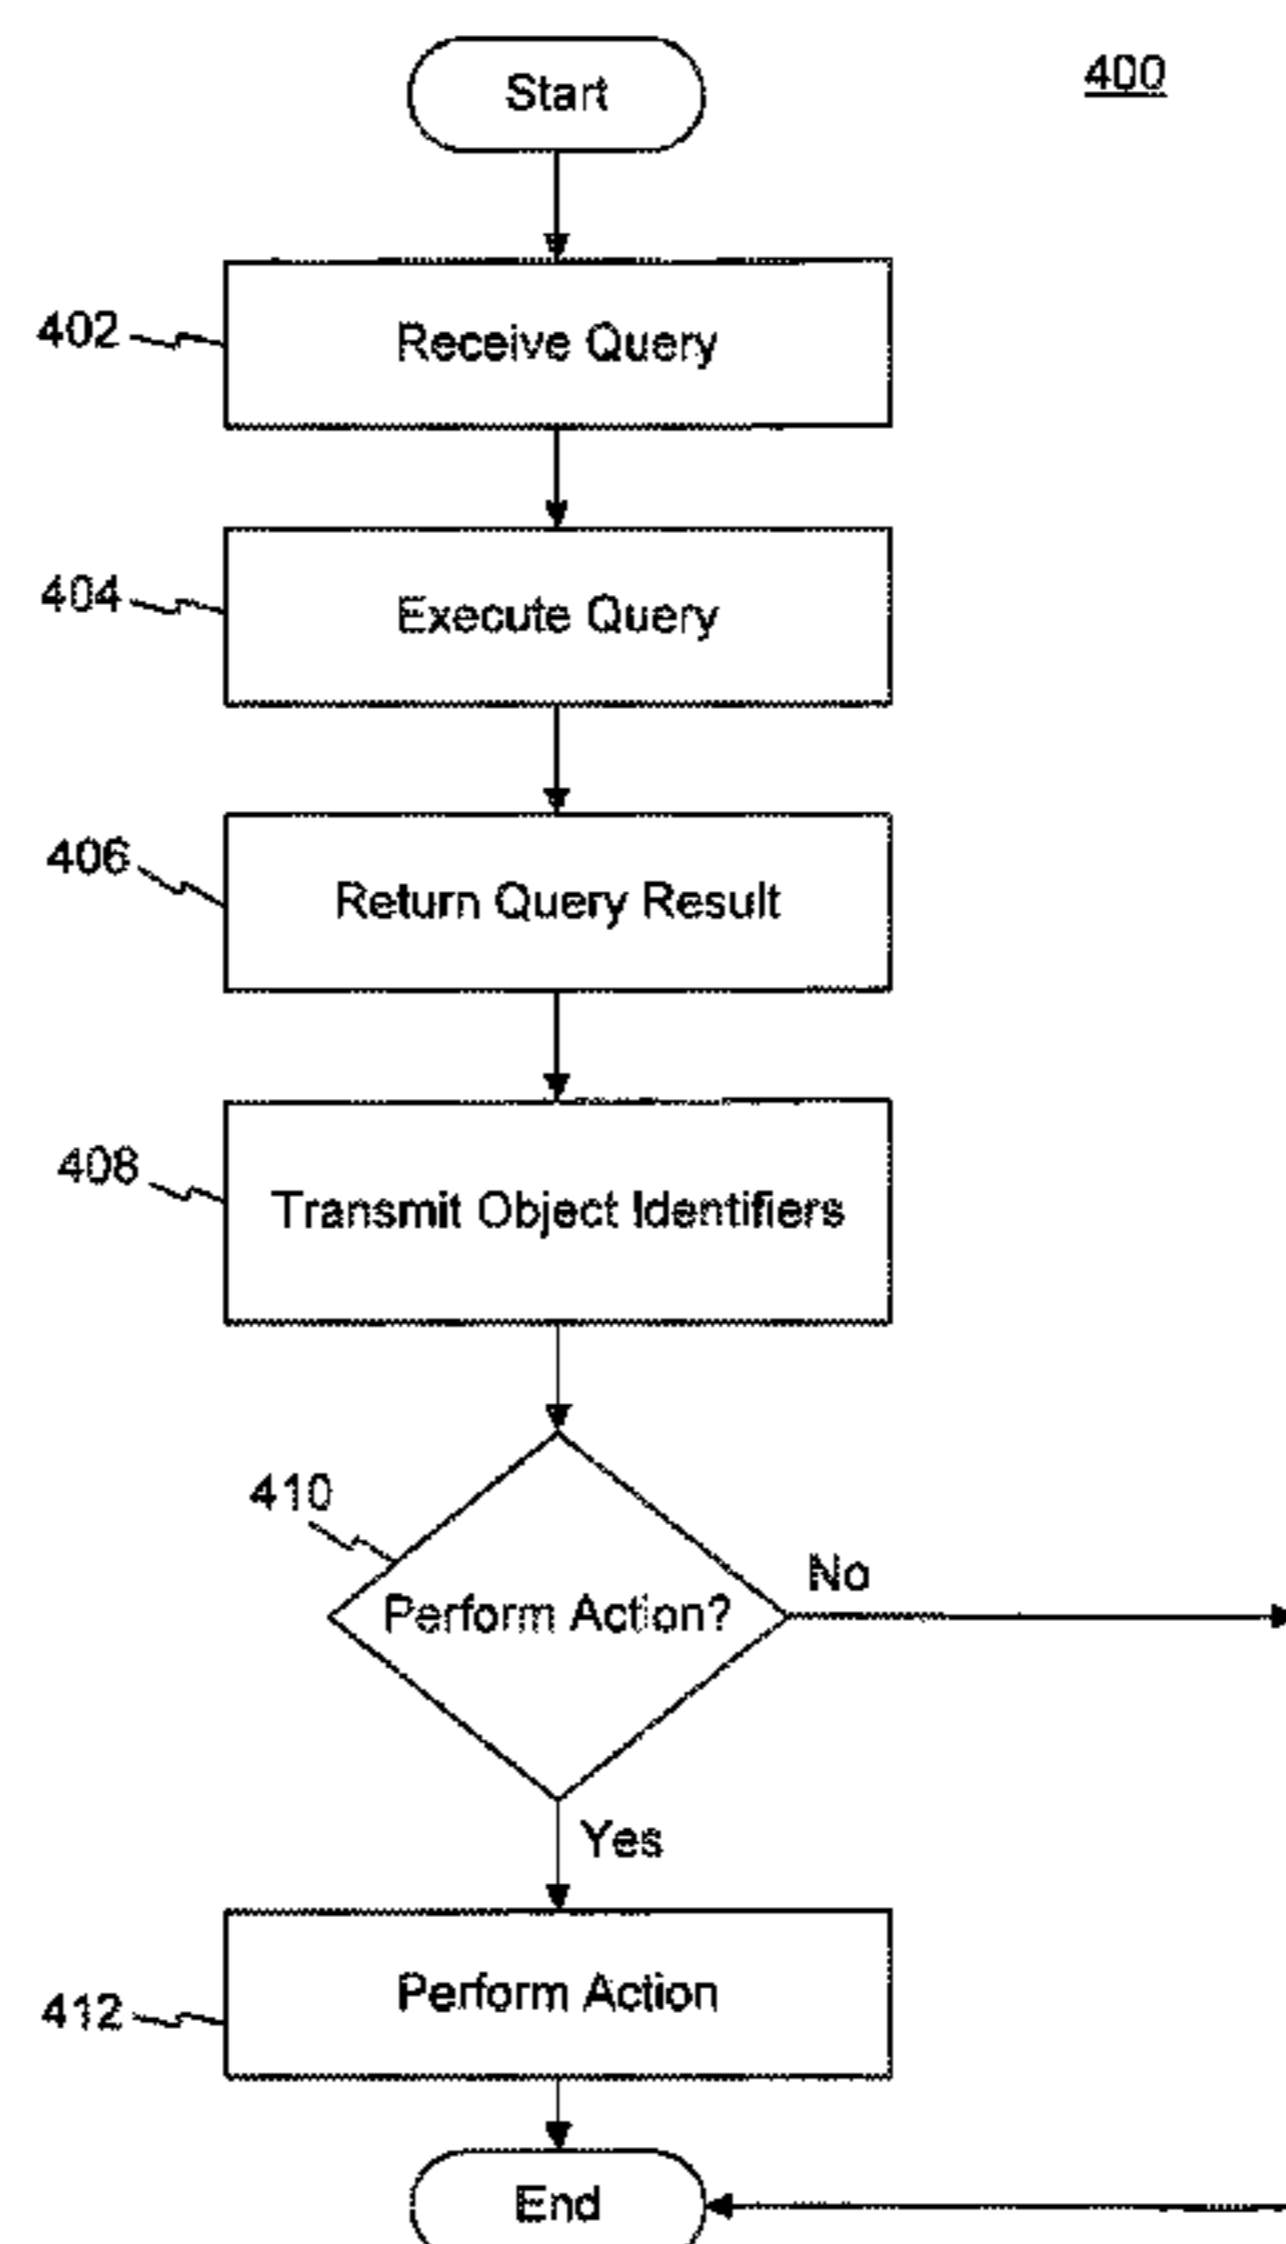 Start
400
402
Receive Query
404
Execute Query
406
Return Query Result
408
Transmit Object Identifiers
410
Perform Action?
No
Yes
412
Perform Action
End